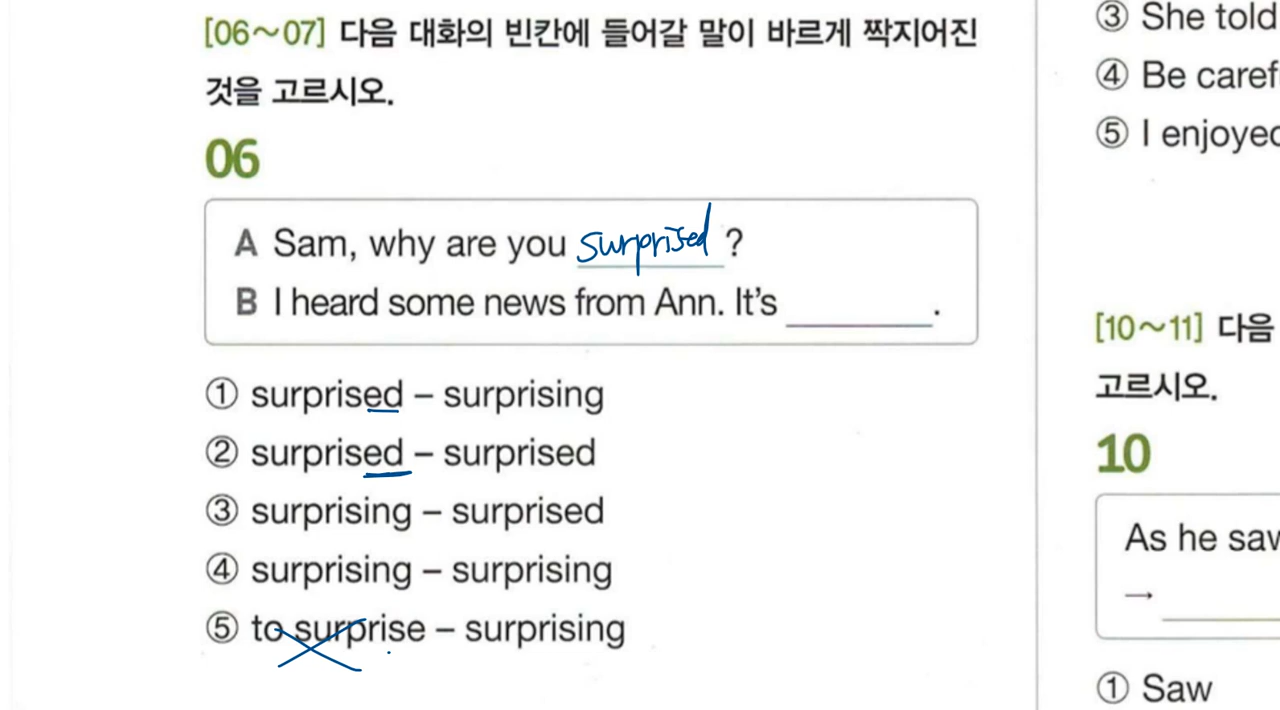 [06~07] 다음 대화의 빈칸에 들어갈 말이 바르게 짝지어진
것을 고르시오.
06
A Sam, why are you surprised ?
B I heard some news from Ann. It's ________.
① surprised – surprising
② surprised – surprised
③ surprising – surprised
④ surprising – surprising
⑤ to surprise – surprising
③ She told
④ Be caref
⑤ I enjoyed
[10~11] 다음
고르시오.
10
As he saw
→
① Saw